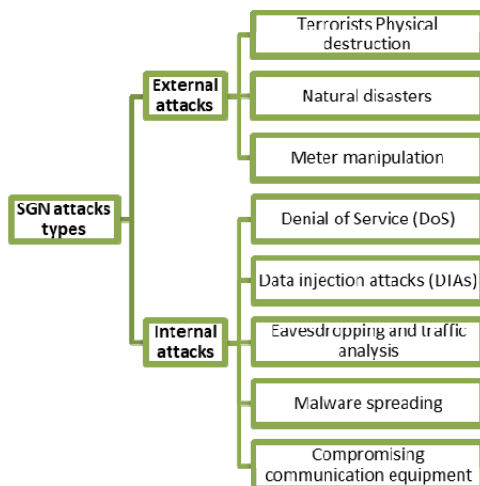 SGN attacks
types
External
attacks
Terrorists Physical
destruction
Natural disasters
Meter manipulation
Internal
attacks
Denial of Service (DoS)
Data injection attacks (DIAs)
Eavesdropping and traffic
analysis
Malware spreading
Compromising
communication equipment